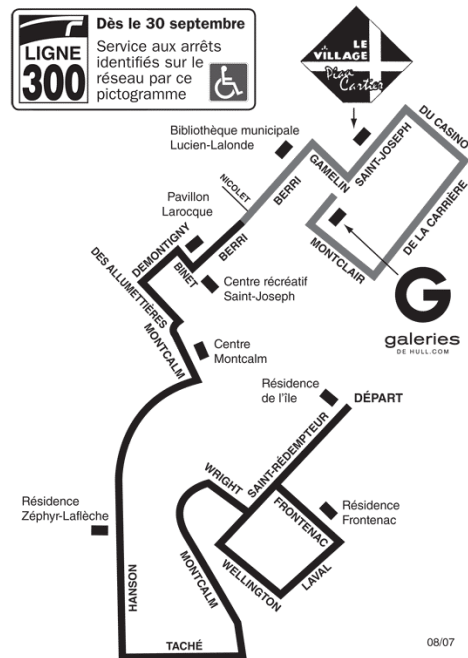 LIGNE
300
Dès le 30 septembre
Service aux arrêts
identifiés sur le
réseau par ce
pictogramme
LE
VILLAGE
Place
Cartier
Bibliothèque municipale
Lucien-Lalonde
DU CASINO
SAINT-JOSEPH
GAMELIN
BERRI
NICOLET
DE LA CARRIÈRE
MONTCLAIR
Pavillon
Larocque
DEMONTIGNY
BINET
BERRI
Centre récréatif
Saint-Joseph
G
galeries
DE HULL.COM
DES ALLUMETTIÈRES
MONTCALM
Centre
Montcalm
Résidence
de l'île
DÉPART
SAINT-RÉDEMPTEUR
WRIGHT
Résidence
Zéphyr-Laflèche
Résidence
Frontenac
FRONTENAC
LAVAL
WELLINGTON
MONTCALM
HANSON
TACHÉ
08/07